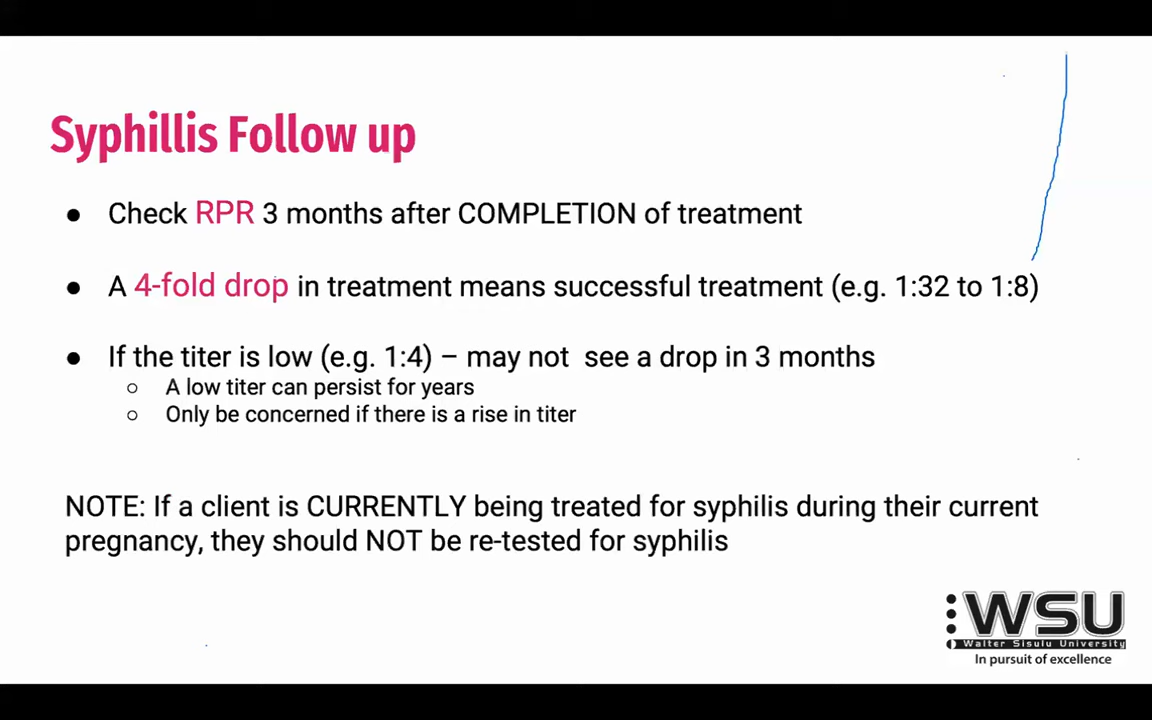 Syphillis Follow up
● Check RPR 3 months after COMPLETION of treatment
● A 4-fold drop in treatment means successful treatment (e.g. 1:32 to 1:8)
● If the titer is low (e.g. 1:4) – may not see a drop in 3 months
○ A low titer can persist for years
○ Only be concerned if there is a rise in titer
NOTE: If a client is CURRENTLY being treated for syphilis during their current
pregnancy, they should NOT be re-tested for syphilis
WSU
Walter Sisulu University
In pursuit of excellence